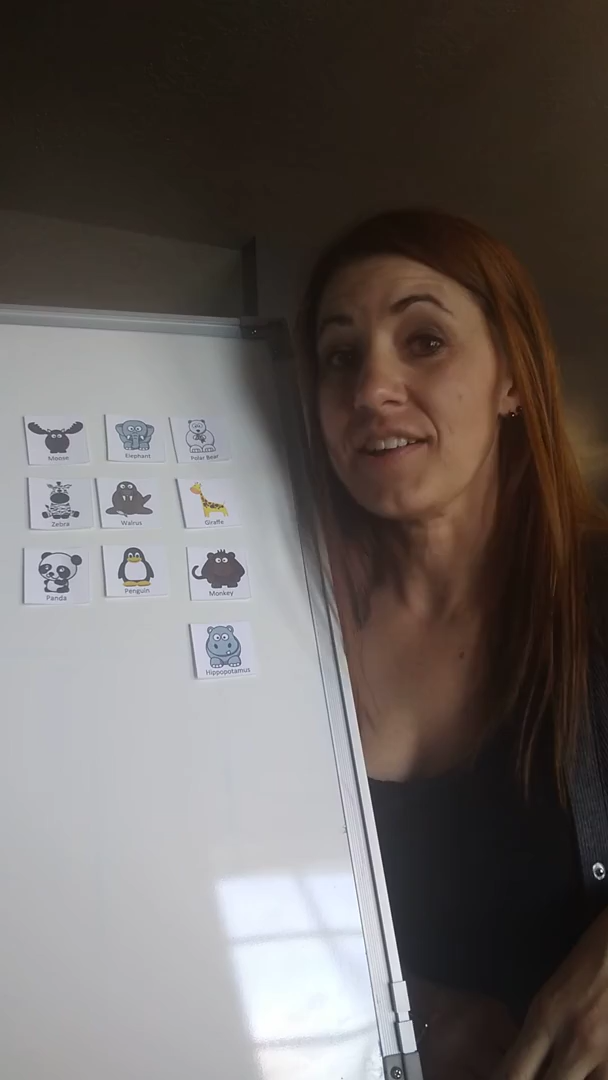 Moose
Elephant
Polar Bear
Zebra
Walrus
Giraffe
Panda
Penguin
Monkey
Hippopotamus